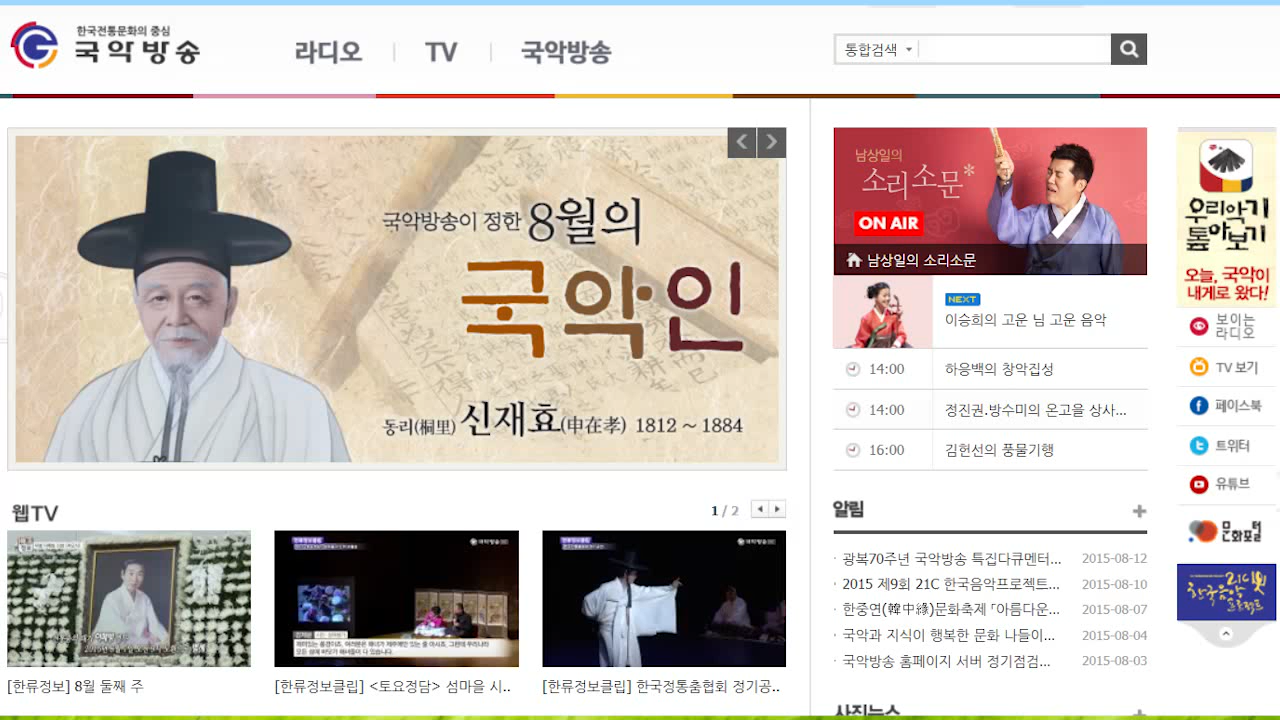 한국전통문화의 중심
국악방송
라디오
TV
국악방송
통합검색
국악방송이 정한 8월의
국악인
동리(桐里) 신재효(申在孝) 1812 ~ 1884
남상일의
소리소문*
ON AIR
남상일의 소리소문
NEXT
이승희의 고운 님 고운 음악
14:00 하응백의 창악집성
14:00 정진권.방수미의 온고을 상사...
16:00 김헌선의 풍물기행
우리악기
톺아보기
오늘, 국악이
내게로 왔다!
보이는
라디오
TV 보기
페이스북
트위터
유튜브
문화포털
웹TV
1 / 2
[한류정보] 8월 둘째 주
[한류정보클립] <토요정담> 섬마을 시..
[한류정보클립] 한국정통춤협회 정기공..
알림
광복70주년 국악방송 특집다큐멘터... 2015-08-12
2015 제9회 21C 한국음악프로젝트... 2015-08-10
한중연(韓中緣)문화축제 「아름다운... 2015-08-07
국악과 지식이 행복한 문화 나들이... 2015-08-04
국악방송 홈페이지 서버 정기점검... 2015-08-03
사진뉴스